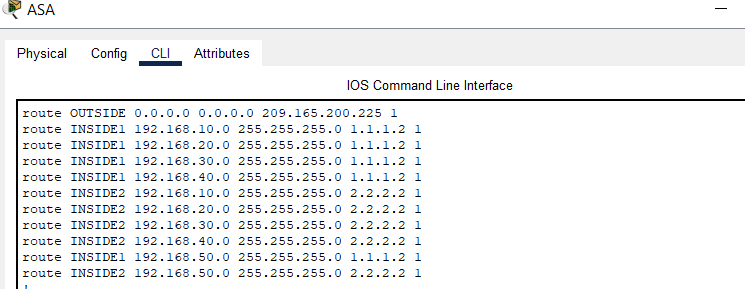 ASA
Physical Config CLI Attributes
IOS Command Line Interface
route OUTSIDE 0.0.0.0 0.0.0.0 209.165.200.225 1
route INSIDE1 192.168.10.0 255.255.255.0 1.1.1.2 1
route INSIDE1 192.168.20.0 255.255.255.0 1.1.1.2 1
route INSIDE1 192.168.30.0 255.255.255.0 1.1.1.2 1
route INSIDE1 192.168.40.0 255.255.255.0 1.1.1.2 1
route INSIDE2 192.168.10.0 255.255.255.0 2.2.2.2 1
route INSIDE2 192.168.20.0 255.255.255.0 2.2.2.2 1
route INSIDE2 192.168.30.0 255.255.255.0 2.2.2.2 1
route INSIDE2 192.168.40.0 255.255.255.0 2.2.2.2 1
route INSIDE1 192.168.50.0 255.255.255.0 1.1.1.2 1
route INSIDE2 192.168.50.0 255.255.255.0 2.2.2.2 1